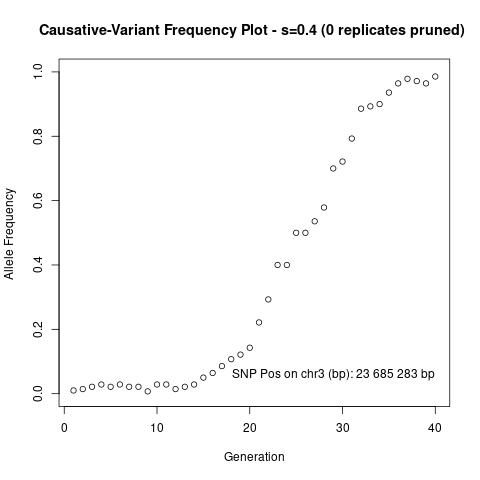 Causative-Variant Frequency Plot - s=0.4 (0 replicates pruned)
Allele Frequency
1.0
0.8
0.6
0.4
0.2
0.0
SNP Pos on chr3 (bp): 23 685 283 bp
0 10 20 30 40
Generation